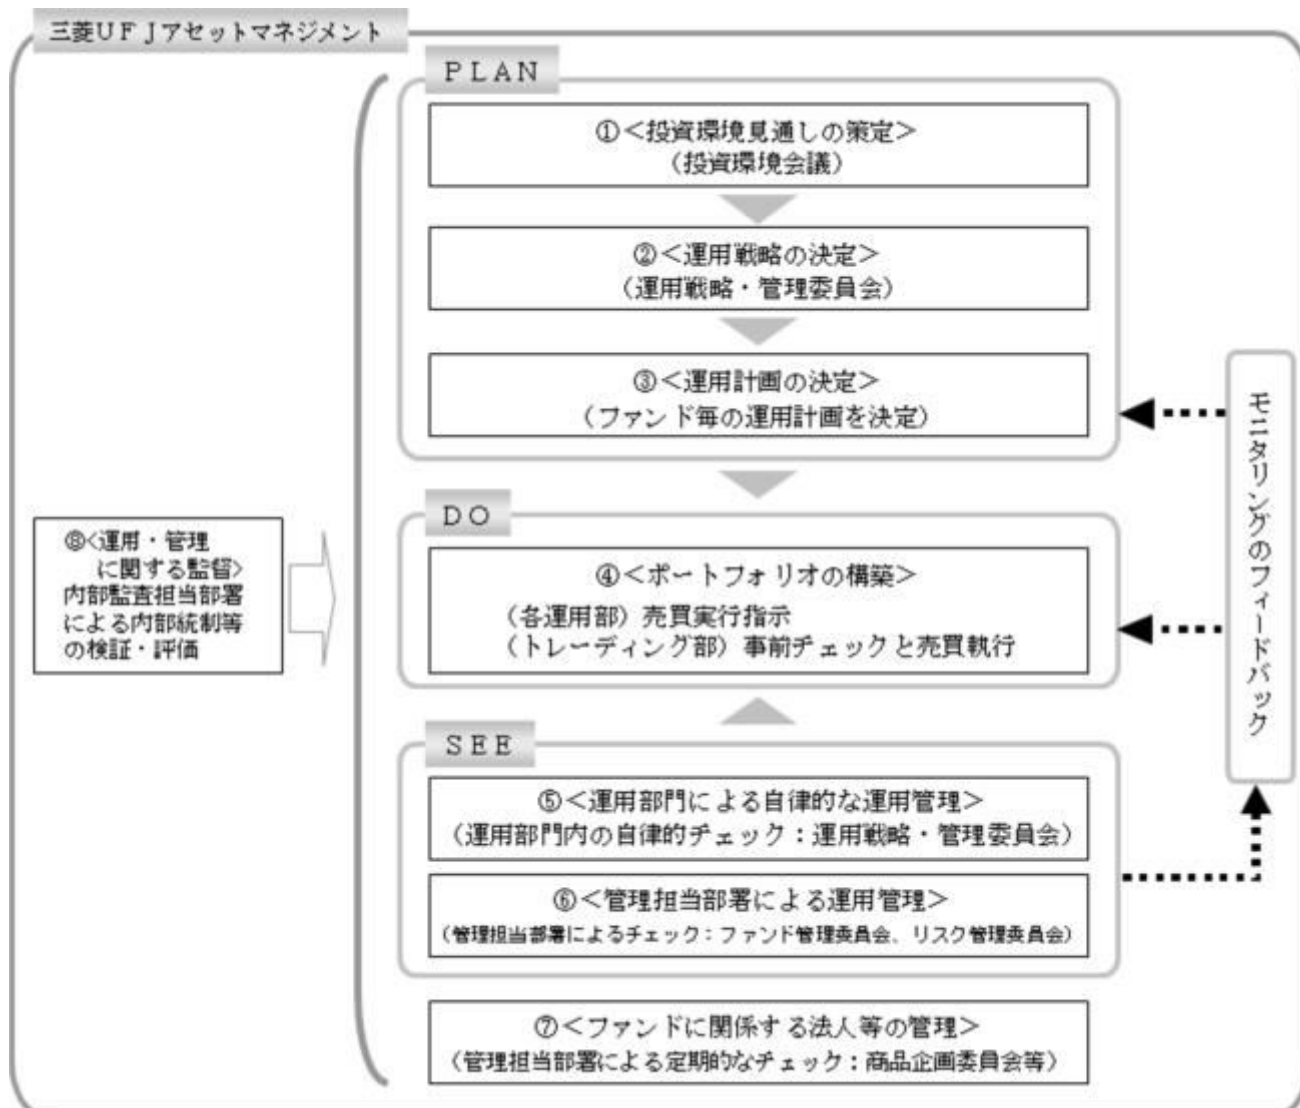 三菱ＵＦＪアセットマネジメント
ＰＬＡＮ
①＜投資環境見通しの策定＞
（投資環境会議）
②＜運用戦略の決定＞
（運用戦略・管理委員会）
③＜運用計画の決定＞
（ファンド毎の運用計画を決定）
ＤＯ
④＜ポートフォリオの構築＞
（各運用部）売買実行指示
（トレーディング部）事前チェックと売買執行
ＳＥＥ
⑤＜運用部門による自律的な運用管理＞
（運用部門内の自律的チェック：運用戦略・管理委員会）
⑥＜管理担当部署による運用管理＞
（管理担当部署によるチェック：ファンド管理委員会、リスク管理委員会）
⑦＜ファンドに関係する法人等の管理＞
（管理担当部署による定期的なチェック：商品企画委員会等）
⑧＜運用・管理
に関する監督＞
内部監査担当部署
による内部統制等
の検証・評価
モニタリングのフィードバック